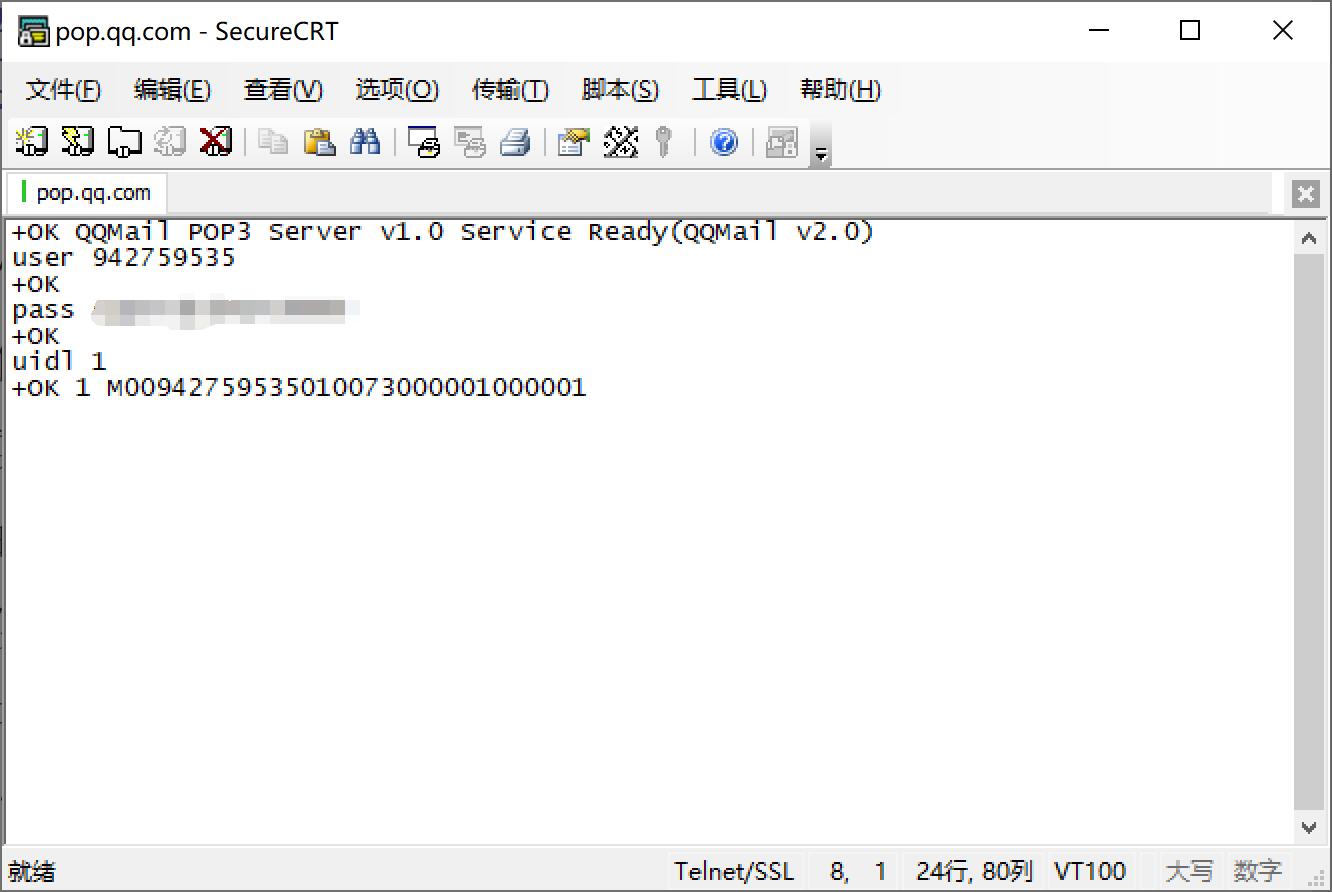 pop.qq.com - SecureCRT
文件(F) 编辑(E) 查看(V) 选项(O) 传输(T) 脚本(S) 工具(L) 帮助(H)
pop.qq.com
+OK QQMail POP3 Server v1.0 Service Ready(QQMail v2.0)
user 942759535
+OK
pass
+OK
uidl 1
+OK 1 M0094275953501007300000100​0001
就绪 Telnet/SSL 8, 1 24行, 80列 VT100 大写 数字